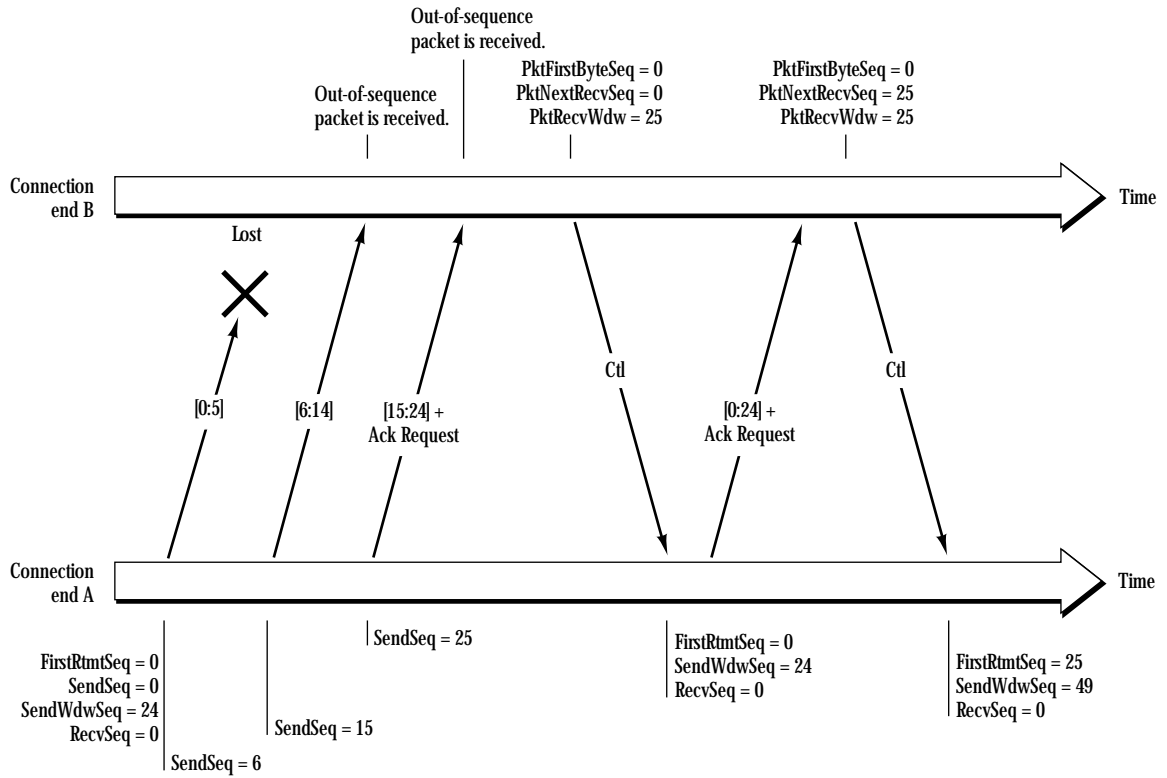 Out-of-sequence
packet is received.
Out-of-sequence
packet is received.
PktFirstByteSeq = 0
PktNextRecvSeq = 0
PktRecvWdw = 25
PktFirstByteSeq = 0
PktNextRecvSeq = 25
PktRecvWdw = 25
Connection
end B
Time
Lost
[0:5]
[6:14]
[15:24] +
Ack Request
Ctl
[0:24] +
Ack Request
Ctl
Connection
end A
Time
FirstRtmtSeq = 0
SendSeq = 0
SendWdwSeq = 24
RecvSeq = 0
SendSeq = 6
SendSeq = 15
SendSeq = 25
FirstRtmtSeq = 0
SendWdwSeq = 24
RecvSeq = 0
FirstRtmtSeq = 25
SendWdwSeq = 49
RecvSeq = 0